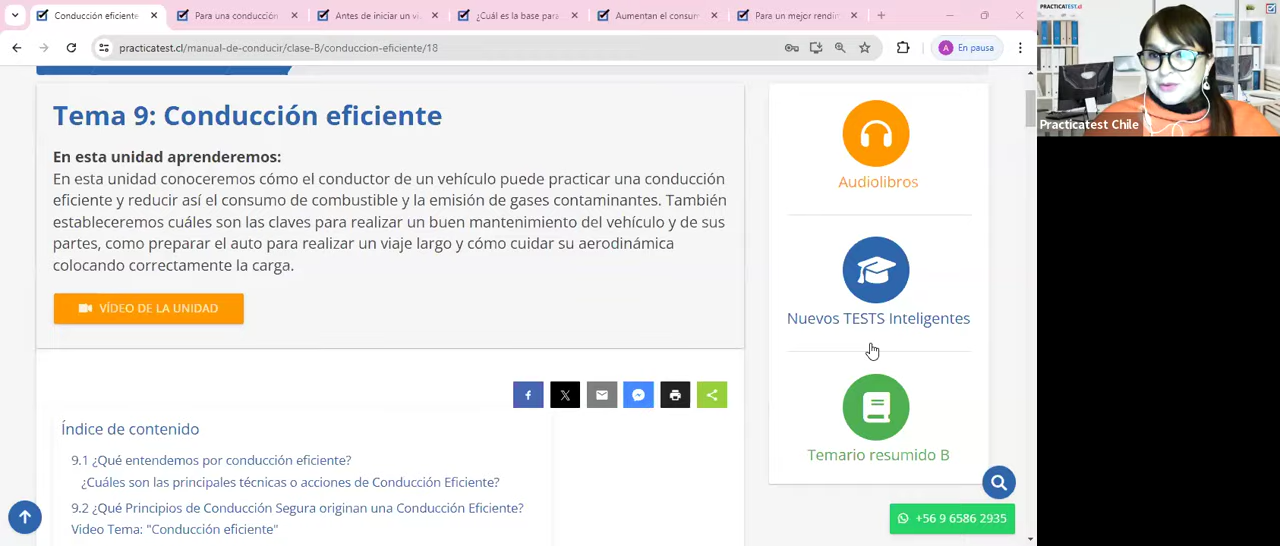 Conducción eficiente
Para una conducción
Antes de iniciar un vi
¿Cuál es la base para
Aumentan el consum
Para un mejor rendin
practicatest.cl/manual-de-conducir/clase-B/conduccion-eficiente/18
A
En pausa
PRACTICATEST.cl
Practicatest Chile
Tema 9: Conducción eficiente
En esta unidad aprenderemos:
En esta unidad conoceremos cómo el conductor de un vehículo puede practicar una conducción
eficiente y reducir así el consumo de combustible y la emisión de gases contaminantes. También
estableceremos cuáles son las claves para realizar un buen mantenimiento del vehículo y de sus
partes, como preparar el auto para realizar un viaje largo y cómo cuidar su aerodinámica
colocando correctamente la carga.
VÍDEO DE LA UNIDAD
Índice de contenido
9.1 ¿Qué entendemos por conducción eficiente?
¿Cuáles son las principales técnicas o acciones de Conducción Eficiente?
9.2 ¿Qué Principios de Conducción Segura originan una Conducción Eficiente?
Video Tema: "Conducción eficiente"
Audiolibros
Nuevos TESTS Inteligentes
Temario resumido B
+56 9 6586 2935